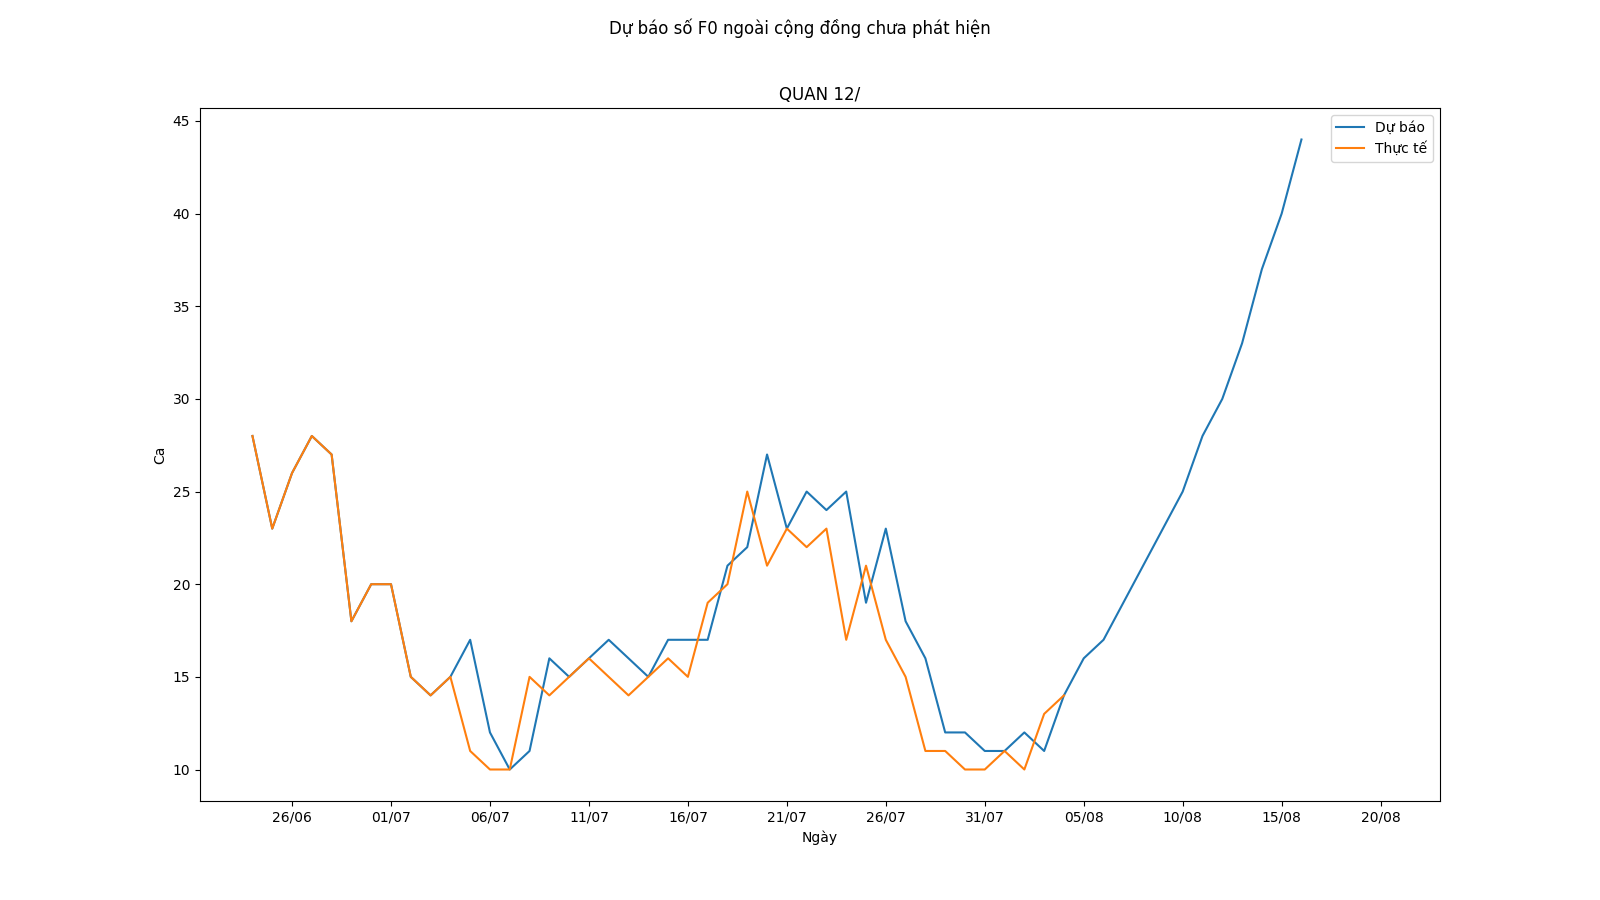 Dự báo số F0 ngoài cộng đồng chưa phát hiện
QUAN 12/
Dự báo
Thực tế
Ca
45
40
35
30
25
20
15
10
26/06 01/07 06/07 11/07 16/07 21/07 26/07 31/07 05/08 10/08 15/08 20/08
Ngày